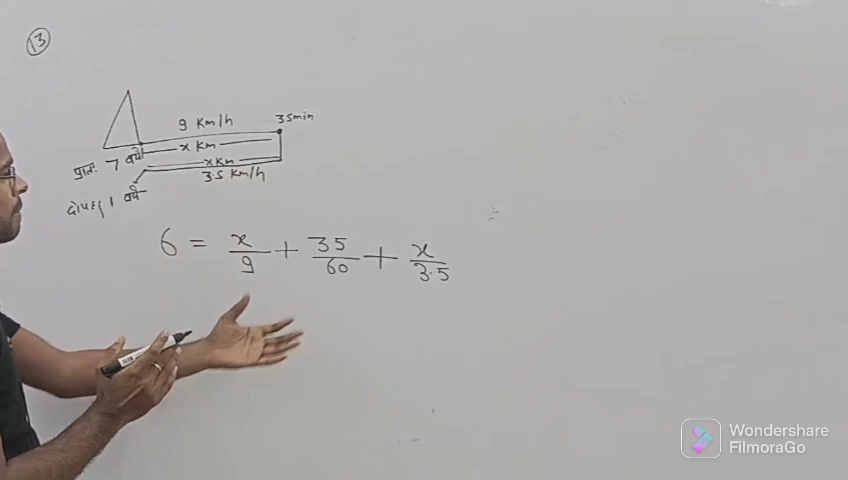 13
9 Km/h 35min
x Km
प्रातः 7 बजे
x Km
3.5 Km/h
दोपहर 1 बजे
6 = x/9 + 35/60 + x/3.5
Wondershare
FilmoraGo